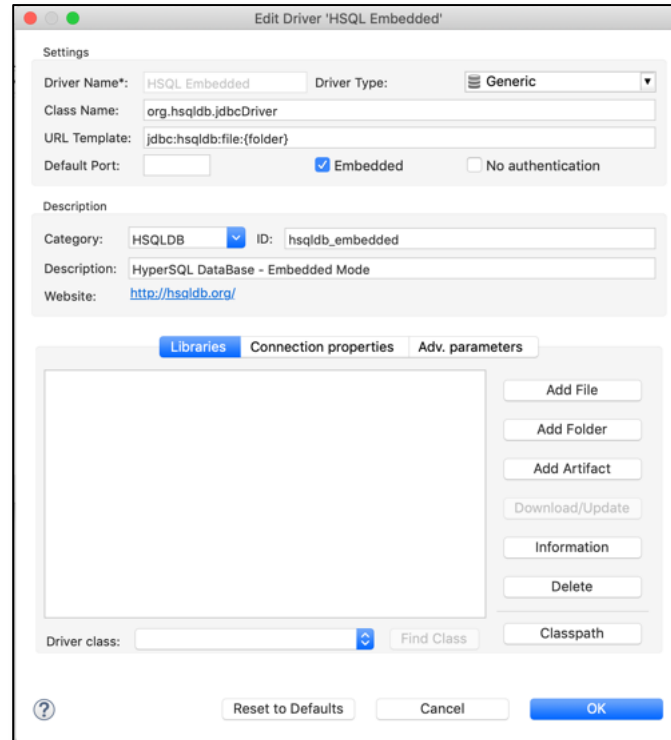 Edit Driver 'HSQL Embedded'
Settings
Driver Name*: HSQL Embedded Driver Type: Generic
Class Name: org.hsqldb.jdbcDriver
URL Template: jdbc:hsqldb:file:{folder}
Default Port: Embedded No authentication
Description
Category: HSQLDB ID: hsqldb_embedded
Description: HyperSQL DataBase - Embedded Mode
Website: http://hsqldb.org/
Libraries Connection properties Adv. parameters
Add File
Add Folder
Add Artifact
Download/Update
Information
Delete
Driver class: Find Class Classpath
? Reset to Defaults Cancel OK